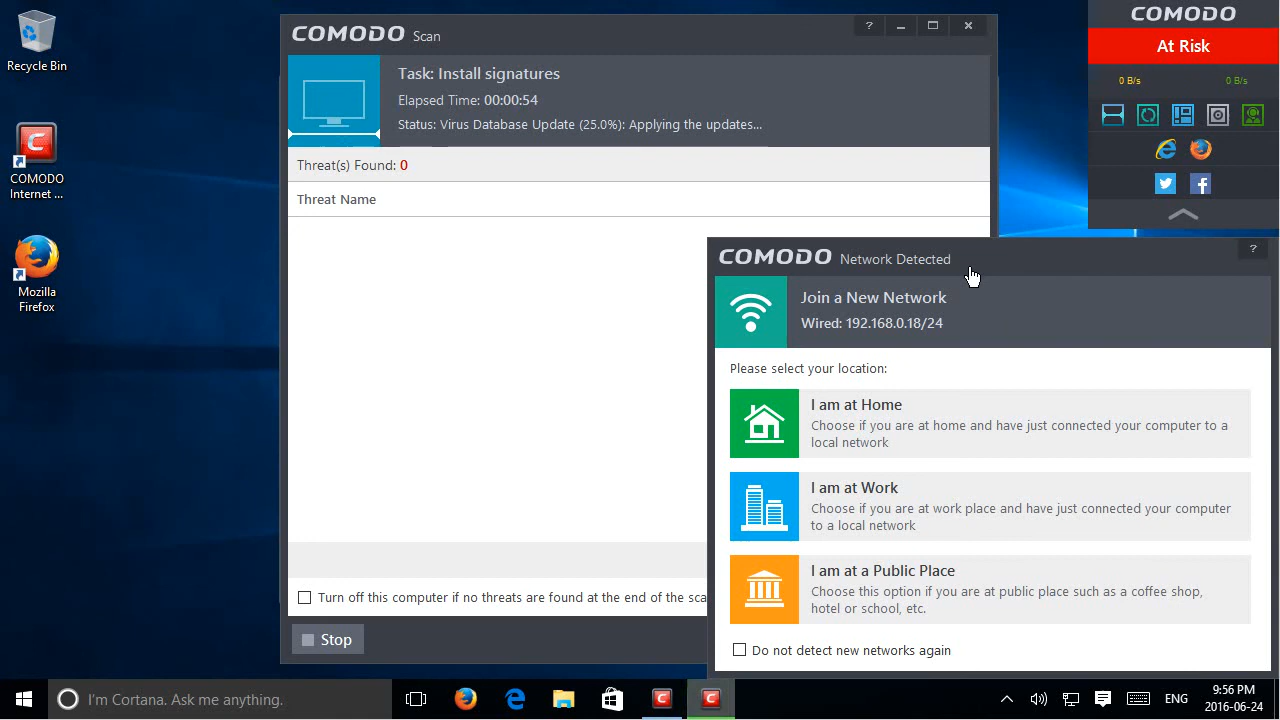 Recycle Bin
COMODO
Internet ...
Mozilla
Firefox
COMODO Scan
?
Task: Install signatures
Elapsed Time: 00:00:54
Status: Virus Database Update (25.0%): Applying the updates...
Threat(s) Found: 0
Threat Name
Turn off this computer if no threats are found at the end of the sca
Stop
COMODO
At Risk
0 B/s 0 B/s
COMODO Network Detected
?
Join a New Network
Wired: 192.168.0.18/24
Please select your location:
I am at Home
Choose if you are at home and have just connected your computer to a
local network
I am at Work
Choose if you are at work place and have just connected your computer
to a local network
I am at a Public Place
Choose this option if you are at public place such as a coffee shop,
hotel or school, etc.
Do not detect new networks again
I'm Cortana. Ask me anything.
ENG
9:56 PM
2016-06-24